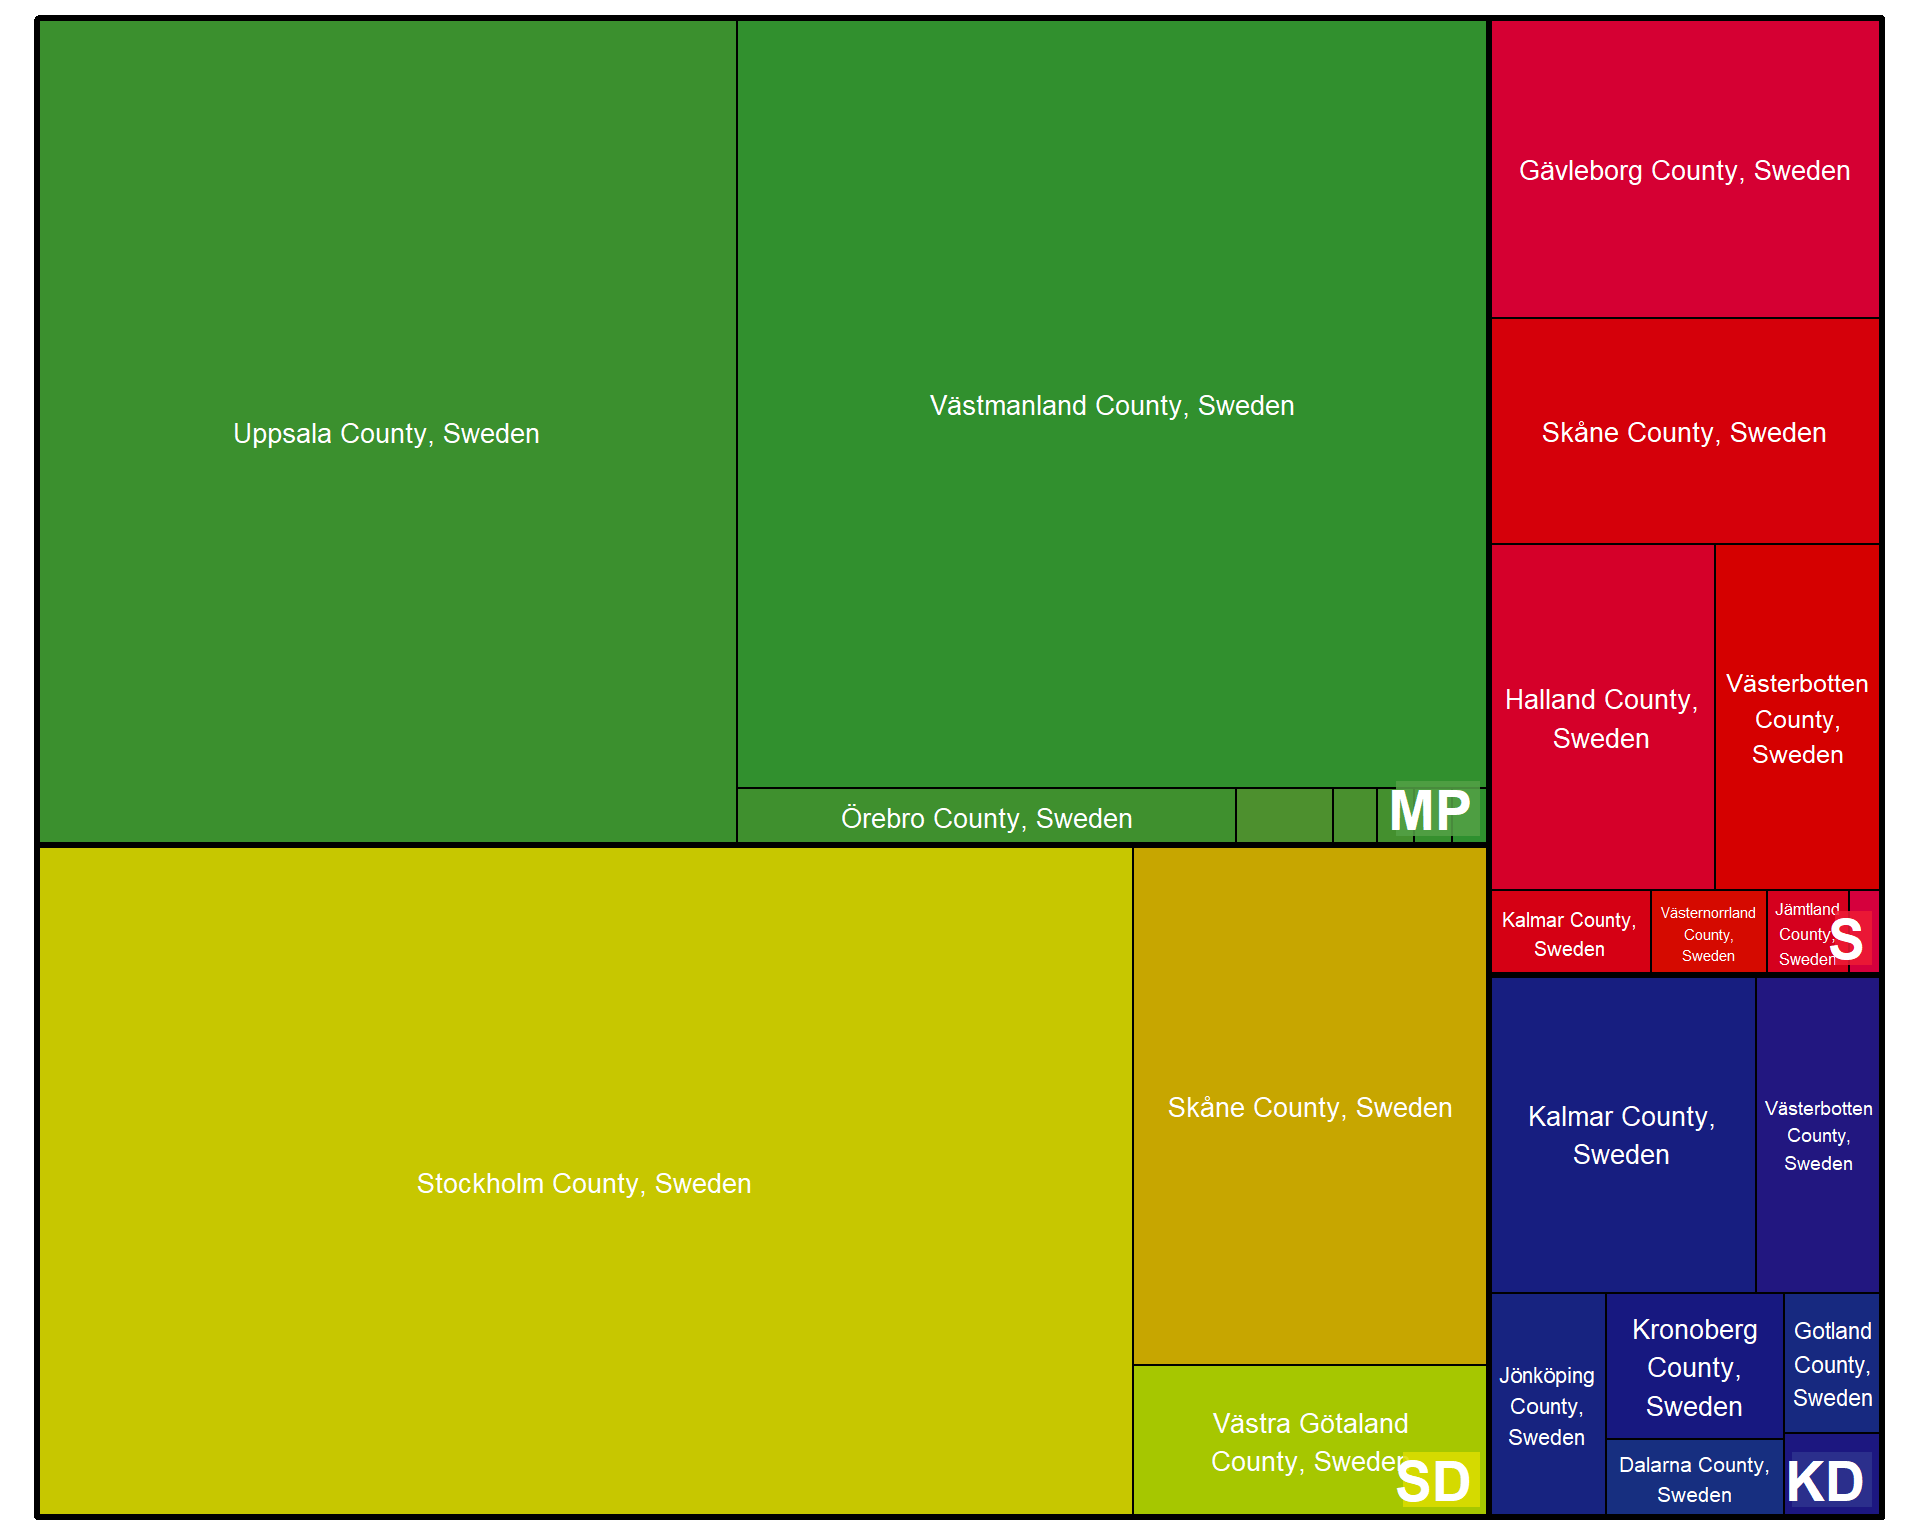 Uppsala County, Sweden
Västmanland County, Sweden
Örebro County, Sweden
MP
Stockholm County, Sweden
Skåne County, Sweden
Västra Götaland
County, Sweden
SD
Gävleborg County, Sweden
Skåne County, Sweden
Halland County,
Sweden
Västerbotten
County,
Sweden
Kalmar County,
Sweden
Västernorrland
County,
Sweden
Jämtland
County,
Sweden
S
Kalmar County,
Sweden
Västerbotten
County,
Sweden
Jönköping
County,
Sweden
Kronoberg
County,
Sweden
Gotland
County,
Sweden
Dalarna County,
Sweden
KD